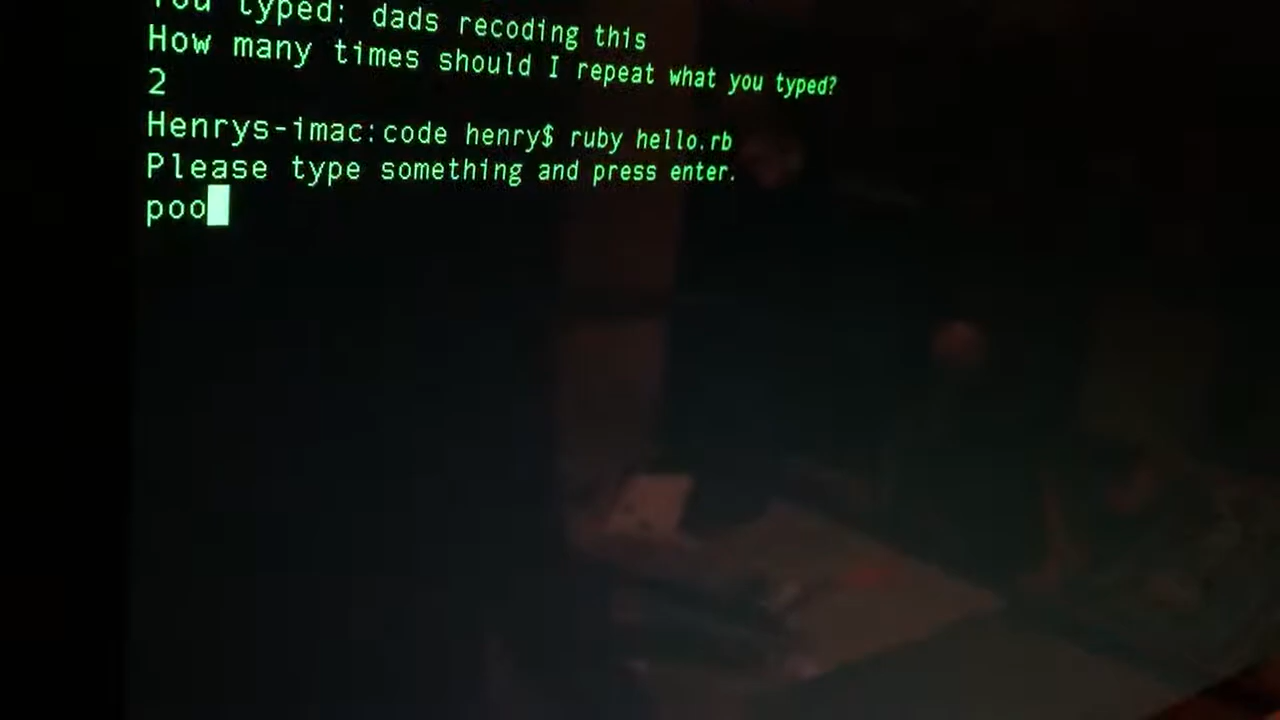 You typed: dads recoding this
How many times should I repeat what you typed?
2
Henrys-imac:code henry$ ruby hello.rb
Please type something and press enter.
poo